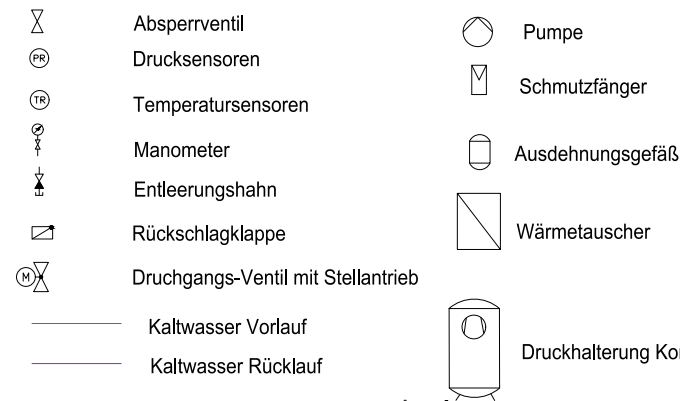 Absperrventil
PR
Drucksensoren
TR
Temperatursensoren
Manometer
Entleerungshahn
Rückschlagklappe
M
Druchgangs-Ventil mit Stellantrieb
Kaltwasser Vorlauf
Kaltwasser Rücklauf
Pumpe
Schmutzfänger
Ausdehnungsgefäß
Wärmetauscher
Druckhalterung